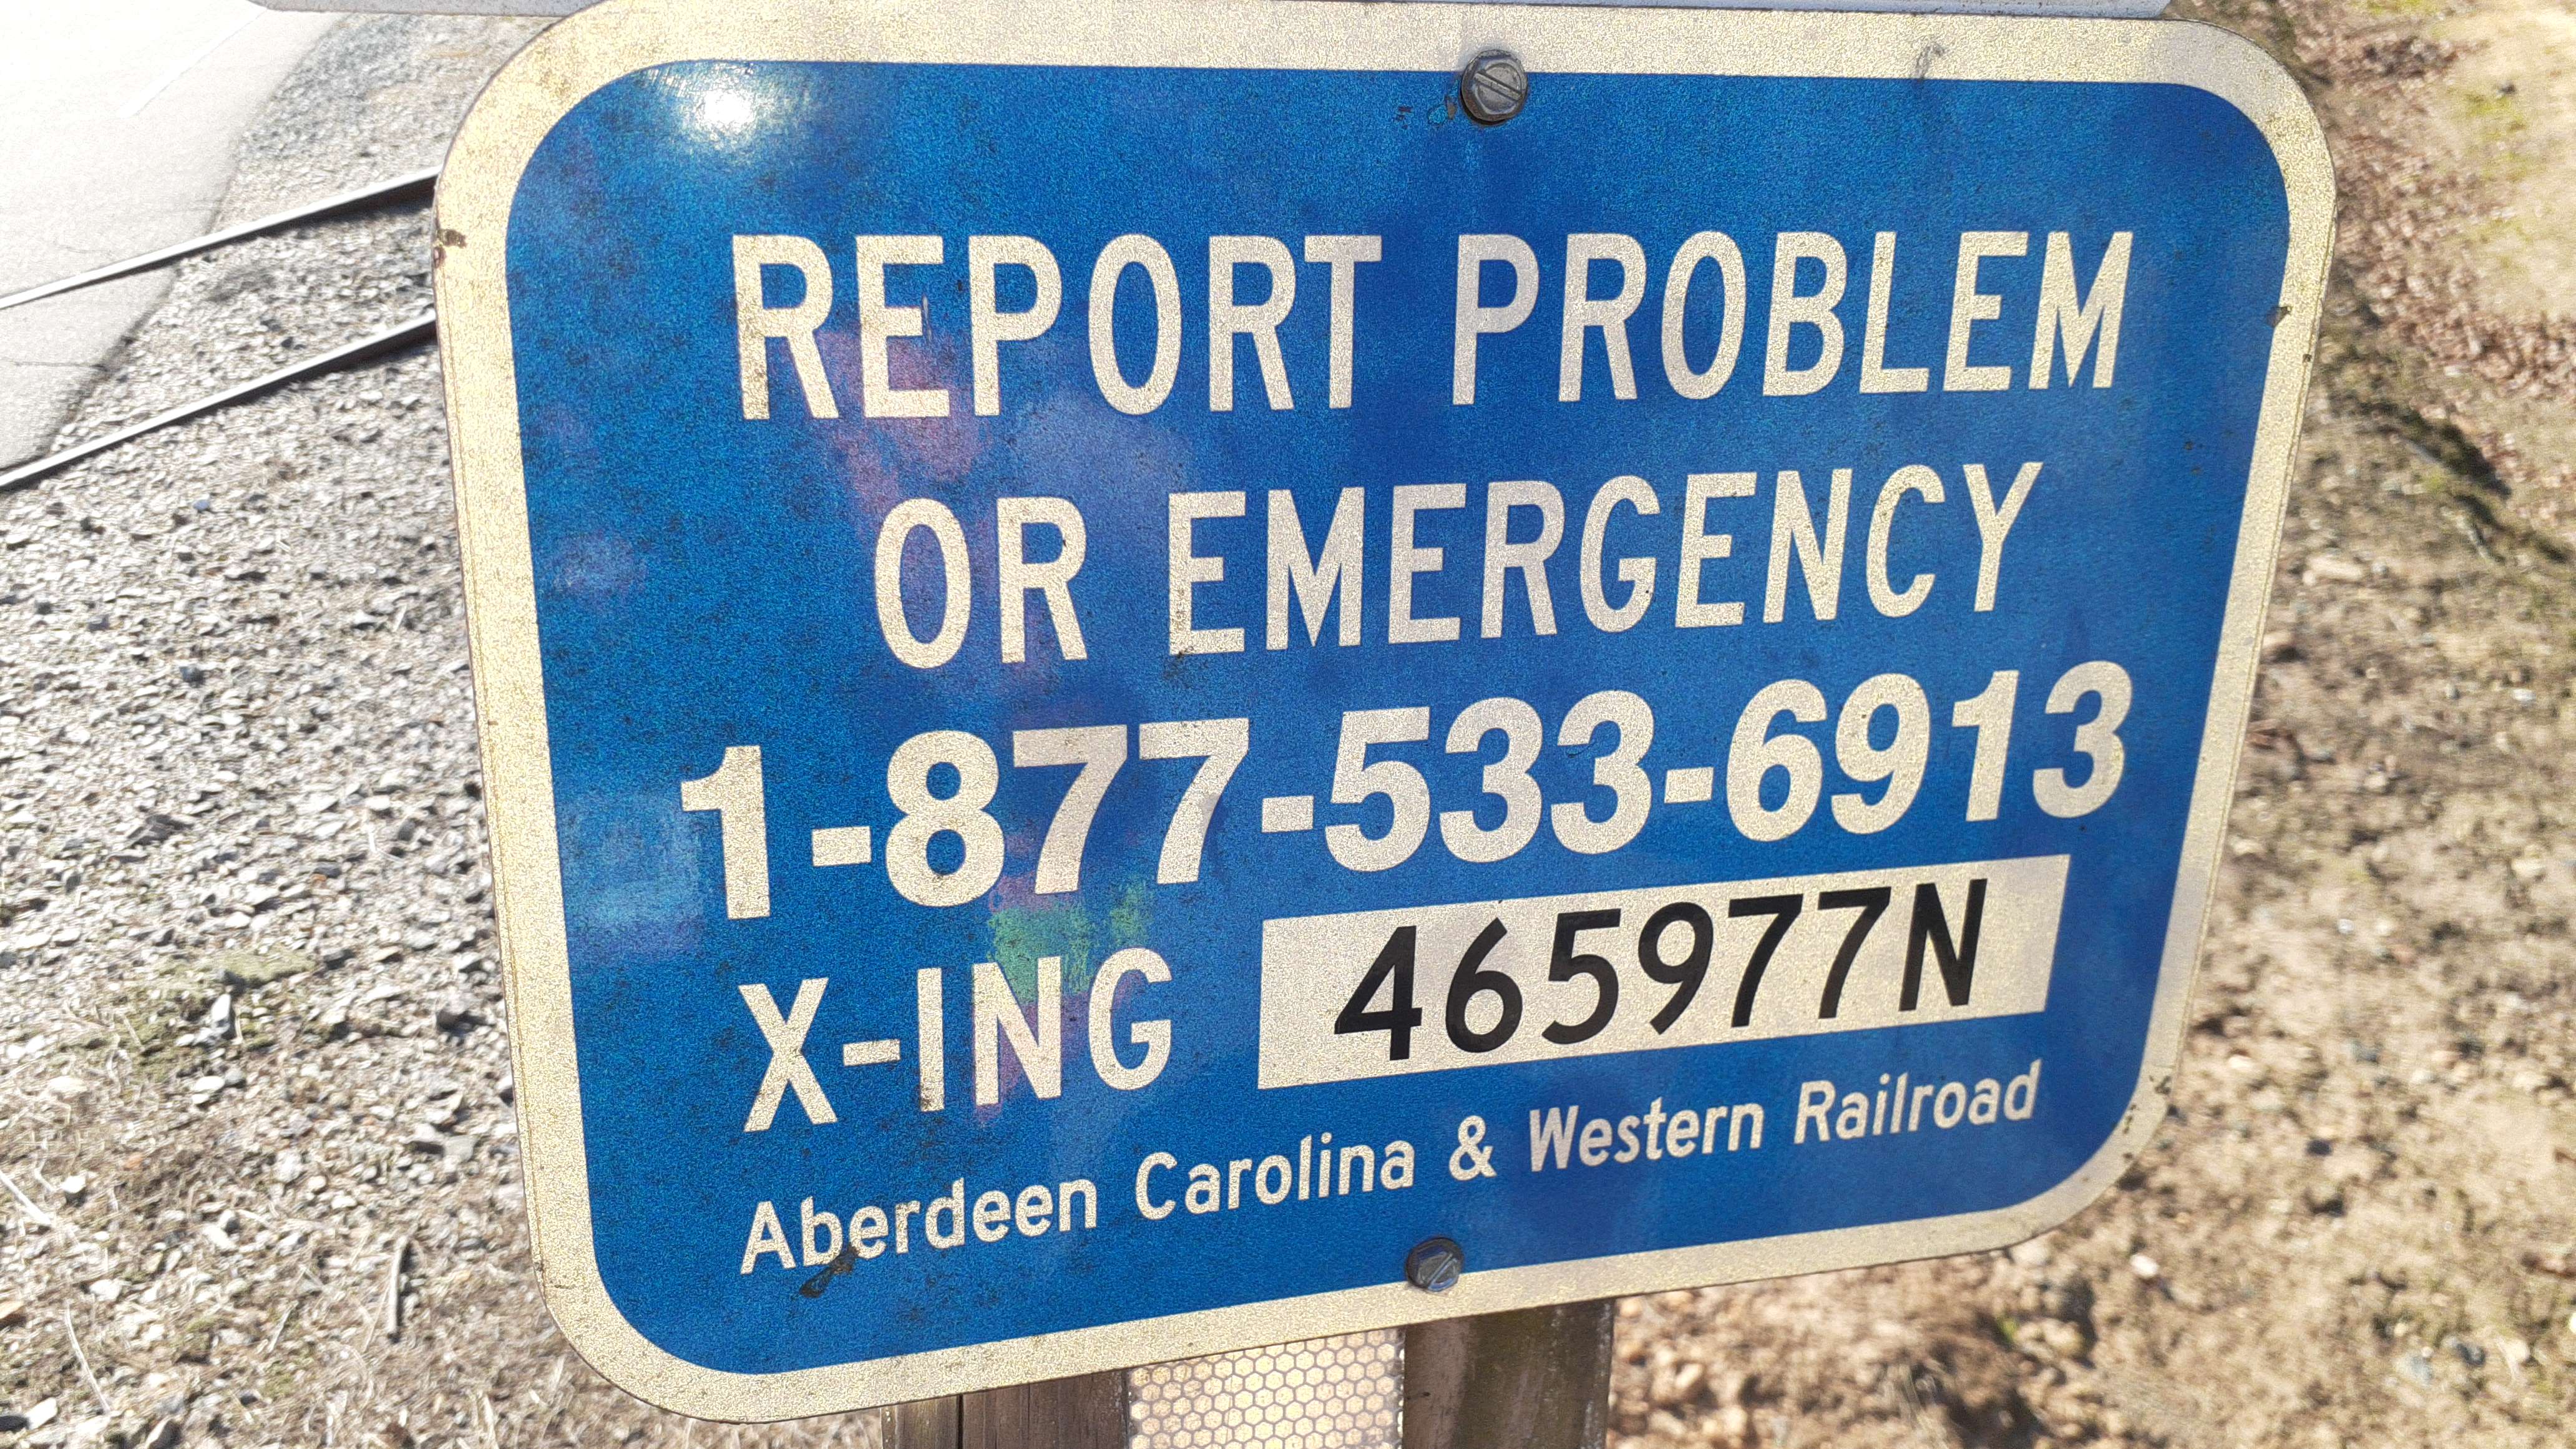 REPORT PROBLEM
OR EMERGENCY
1-877-533-6913
X-ING 465977N
Aberdeen Carolina & Western Railroad